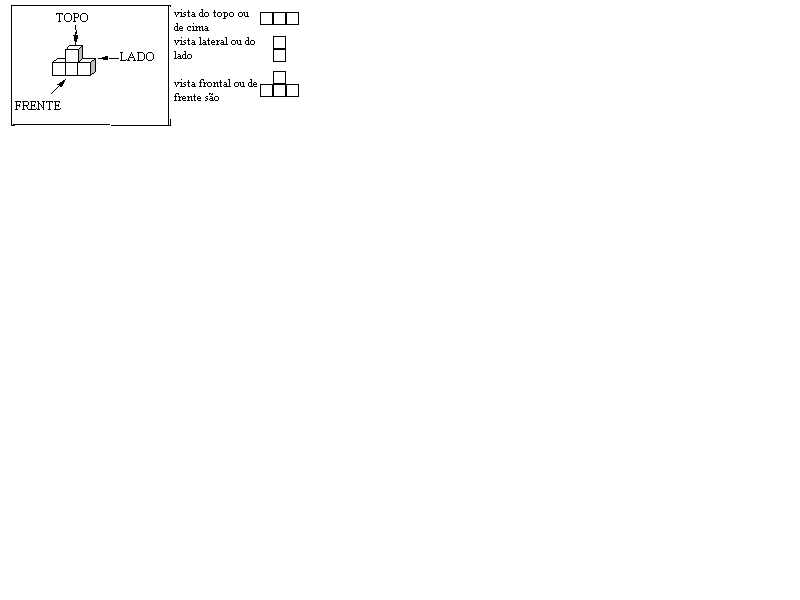 TOPO
LADO
FRENTE
vista do topo ou
de cima
vista lateral ou do
lado
vista frontal ou de
frente são